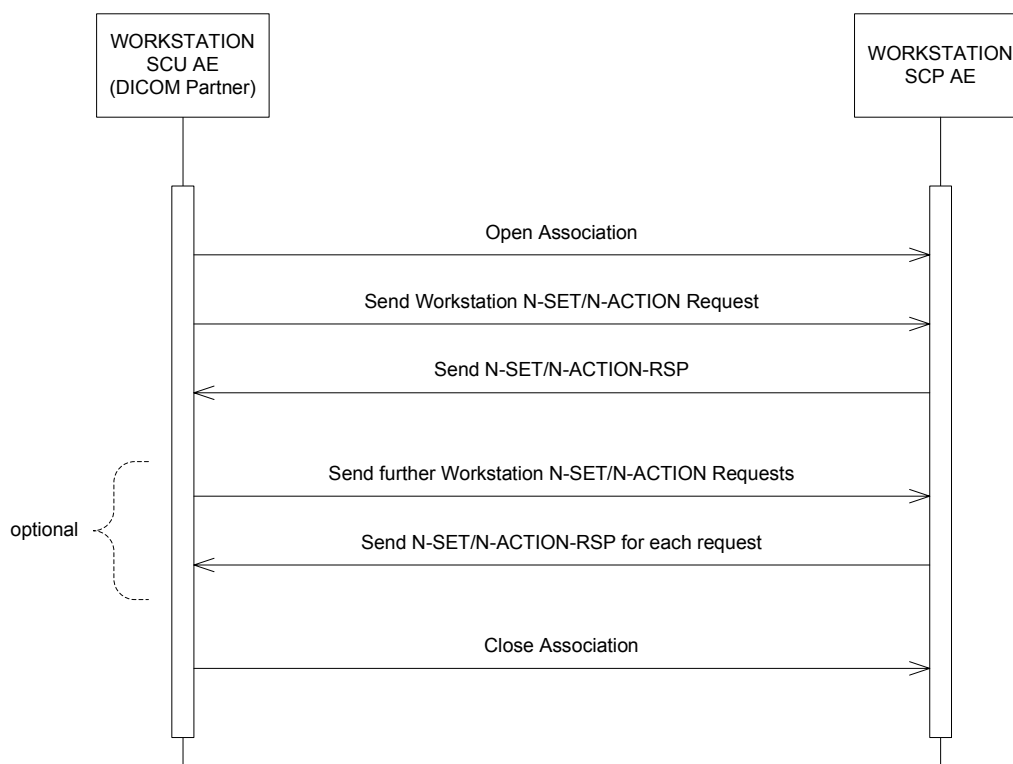 WORKSTATION
SCU AE
(DICOM Partner)
WORKSTATION
SCP AE
Open Association
Send Workstation N-SET/N-ACTION Request
Send N-SET/N-ACTION-RSP
Send further Workstation N-SET/N-ACTION Requests
optional
Send N-SET/N-ACTION-RSP for each request
Close Association